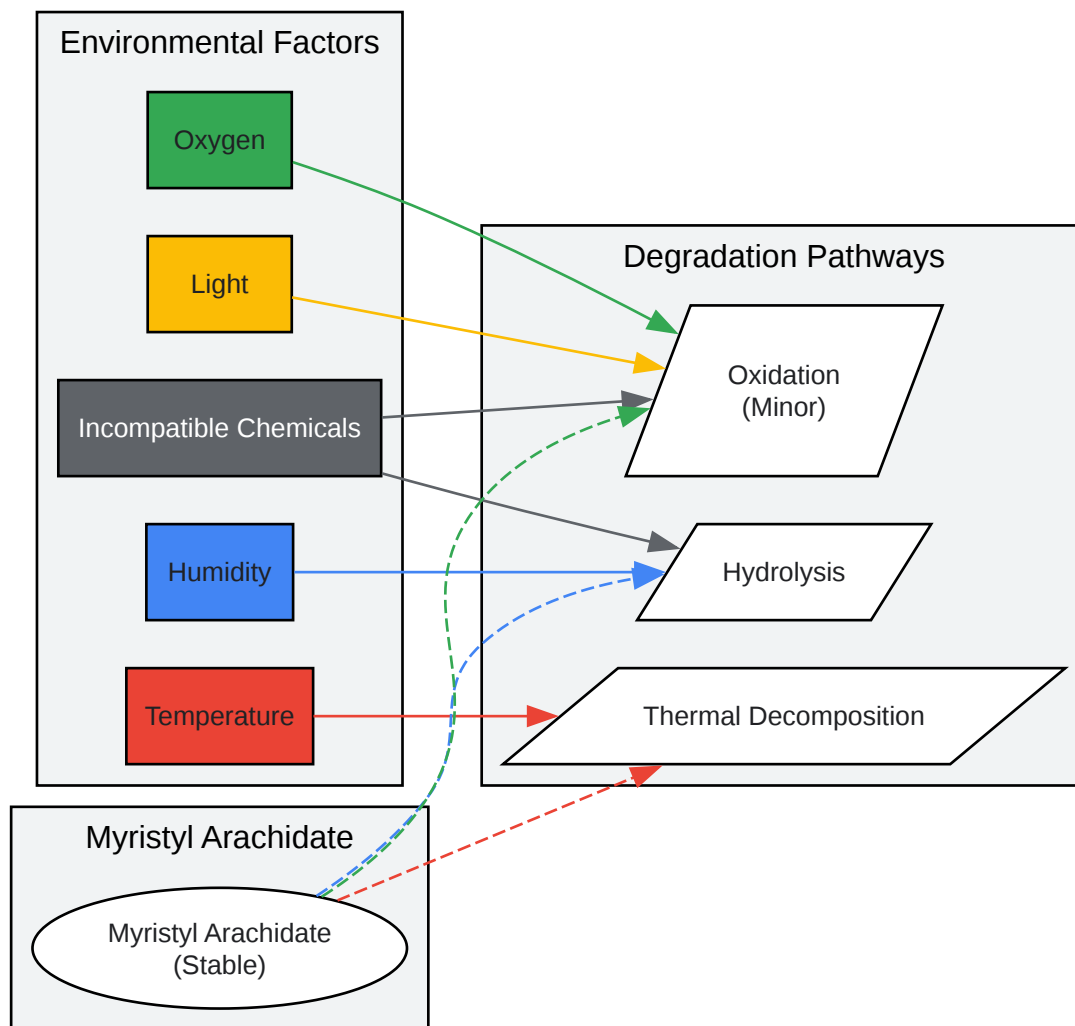 Environmental Factors
Oxygen
Light
Incompatible Chemicals
Humidity
Temperature
Degradation Pathways
Oxidation
(Minor)
Hydrolysis
Thermal Decomposition
Myristyl Arachidate
Myristyl Arachidate
(Stable)